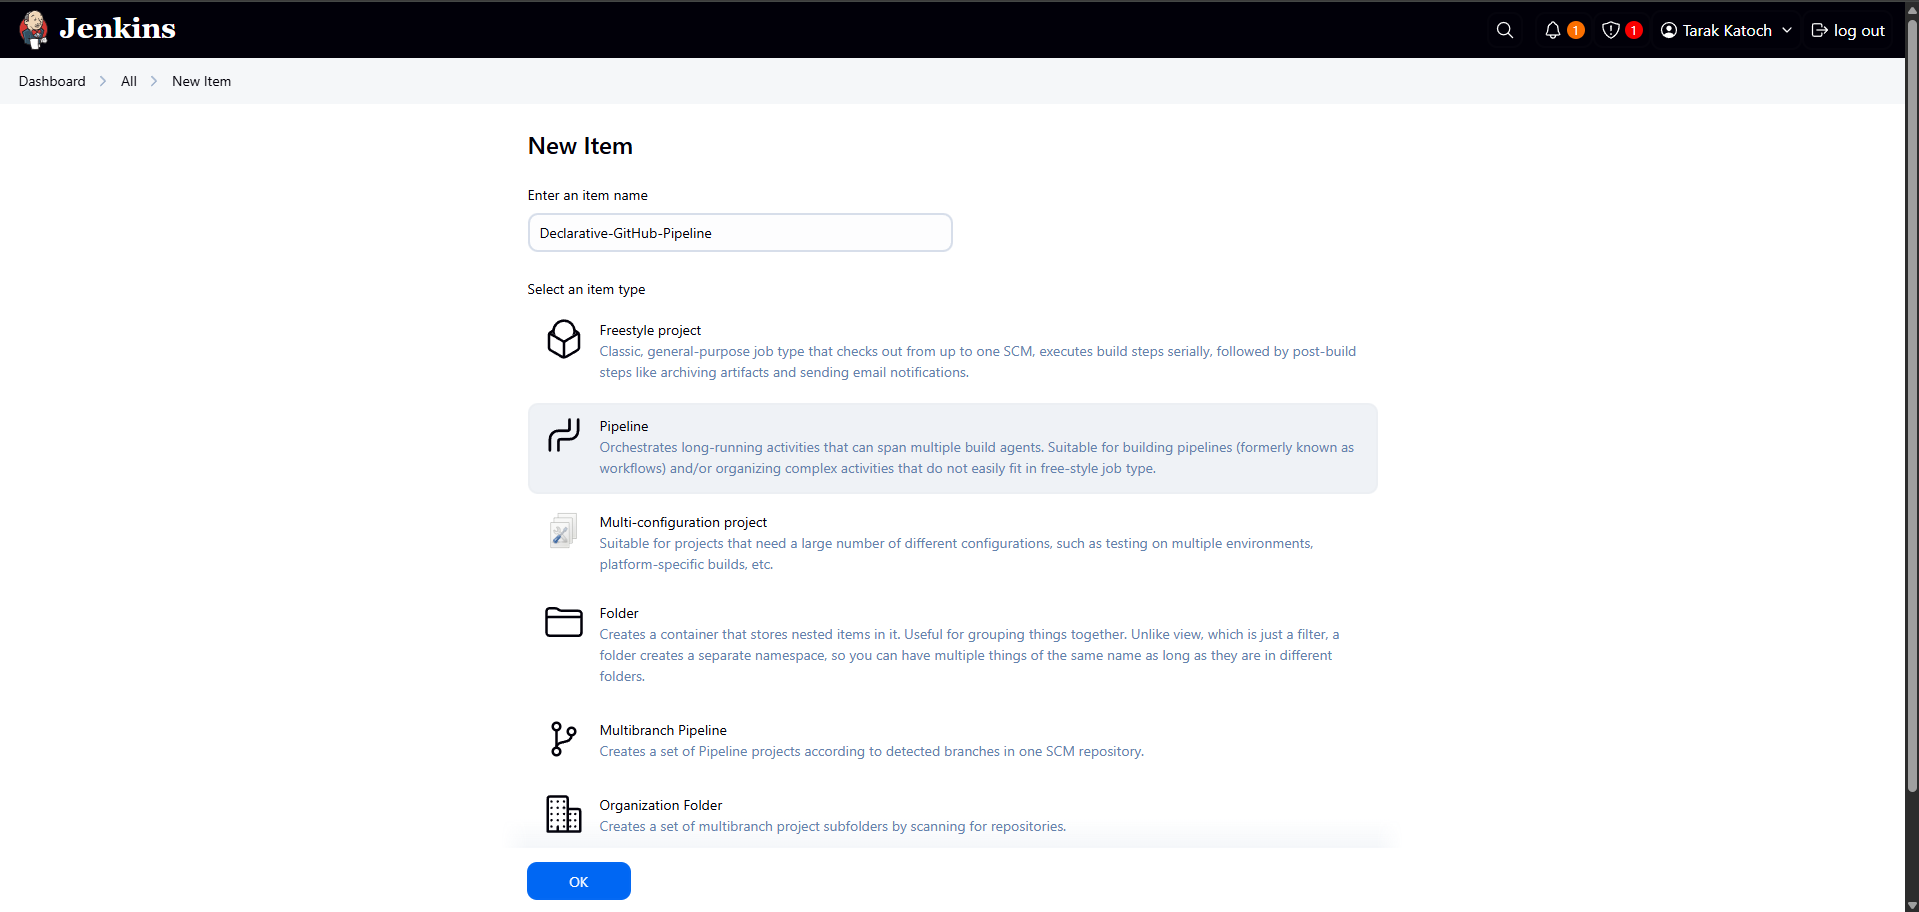 Jenkins
1
1
Tarak Katoch
log out
Dashboard
All
New Item
New Item
Enter an item name
Declarative-GitHub-Pipeline
Select an item type
Freestyle project
Classic, general-purpose job type that checks out from up to one SCM, executes build steps serially, followed by post-build
steps like archiving artifacts and sending email notifications.
Pipeline
Orchestrates long-running activities that can span multiple build agents. Suitable for building pipelines (formerly known as
workflows) and/or organizing complex activities that do not easily fit in free-style job type.
Multi-configuration project
Suitable for projects that need a large number of different configurations, such as testing on multiple environments,
platform-specific builds, etc.
Folder
Creates a container that stores nested items in it. Useful for grouping things together. Unlike view, which is just a filter, a
folder creates a separate namespace, so you can have multiple things of the same name as long as they are in different
folders.
Multibranch Pipeline
Creates a set of Pipeline projects according to detected branches in one SCM repository.
Organization Folder
Creates a set of multibranch project subfolders by scanning for repositories.
OK